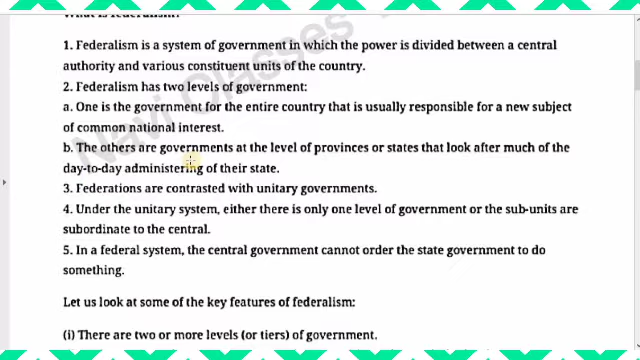 What is federalism?
1. Federalism is a system of government in which the power is divided between a central
authority and various constituent units of the country.
2. Federalism has two levels of government:
a. One is the government for the entire country that is usually responsible for a new subject
of common national interest.
b. The others are governments at the level of provinces or states that look after much of the
day-to-day administering of their state.
3. Federations are contrasted with unitary governments.
4. Under the unitary system, either there is only one level of government or the sub-units are
subordinate to the central.
5. In a federal system, the central government cannot order the state government to do
something.
Let us look at some of the key features of federalism:
(i) There are two or more levels (or tiers) of government.
Navi Classes